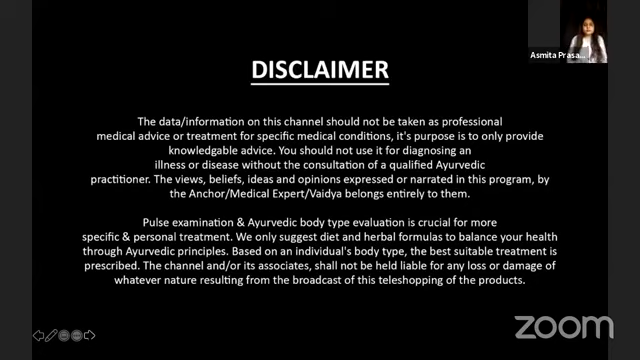 Asmita Prasa...
DISCLAIMER
The data/information on this channel should not be taken as professional
medical advice or treatment for specific medical conditions, it's purpose is to only provide
knowledgable advice. You should not use it for diagnosing an
illness or disease without the consultation of a qualified Ayurvedic
practitioner. The views, beliefs, ideas and opinions expressed or narrated in this program, by
the Anchor/Medical Expert/Vaidya belongs entirely to them.
Pulse examination & Ayurvedic body type evaluation is crucial for more
specific & personal treatment. We only suggest diet and herbal formulas to balance your health
through Ayurvedic principles. Based on an individual's body type, the best suitable treatment is
prescribed. The channel and/or its associates, shall not be held liable for any loss or damage of
whatever nature resulting from the broadcast of this teleshopping of the products.
zoom